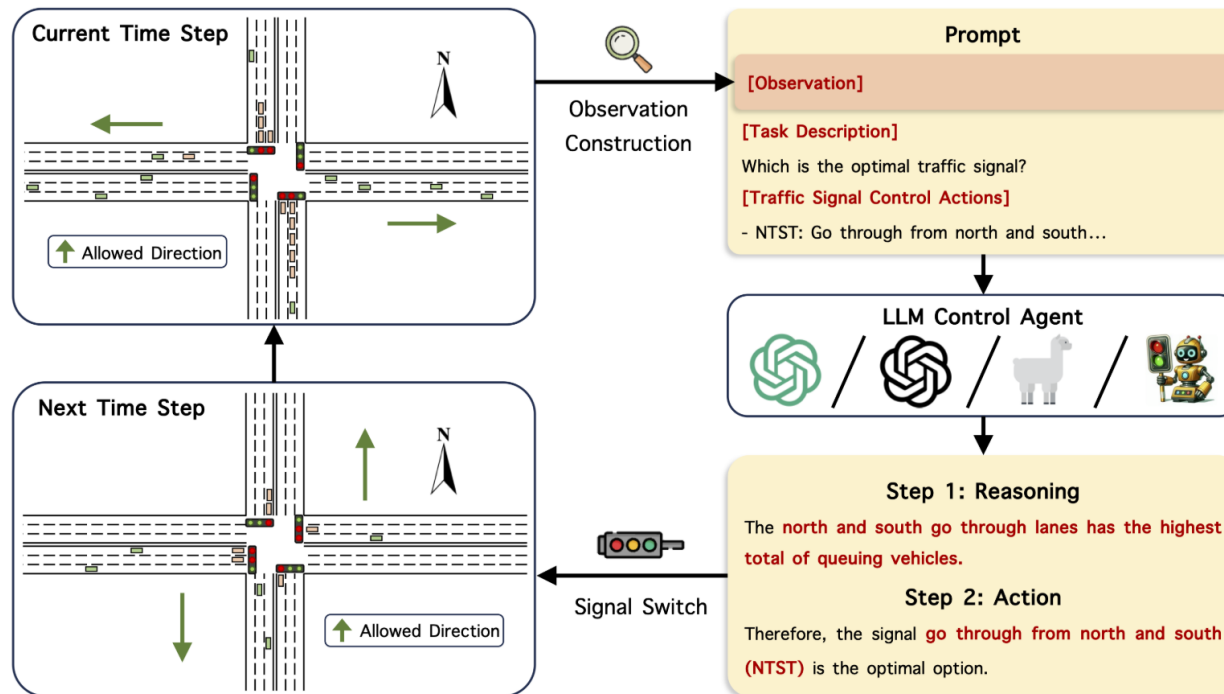 Current Time Step
N
Allowed Direction
Observation
Construction
Prompt
[Observation]
[Task Description]
Which is the optimal traffic signal?
[Traffic Signal Control Actions]
- NTST: Go through from north and south...
LLM Control Agent
Step 1: Reasoning
The north and south go through lanes has the highest
total of queuing vehicles.
Step 2: Action
Therefore, the signal go through from north and south
(NTST) is the optimal option.
Signal Switch
Next Time Step
N
Allowed Direction